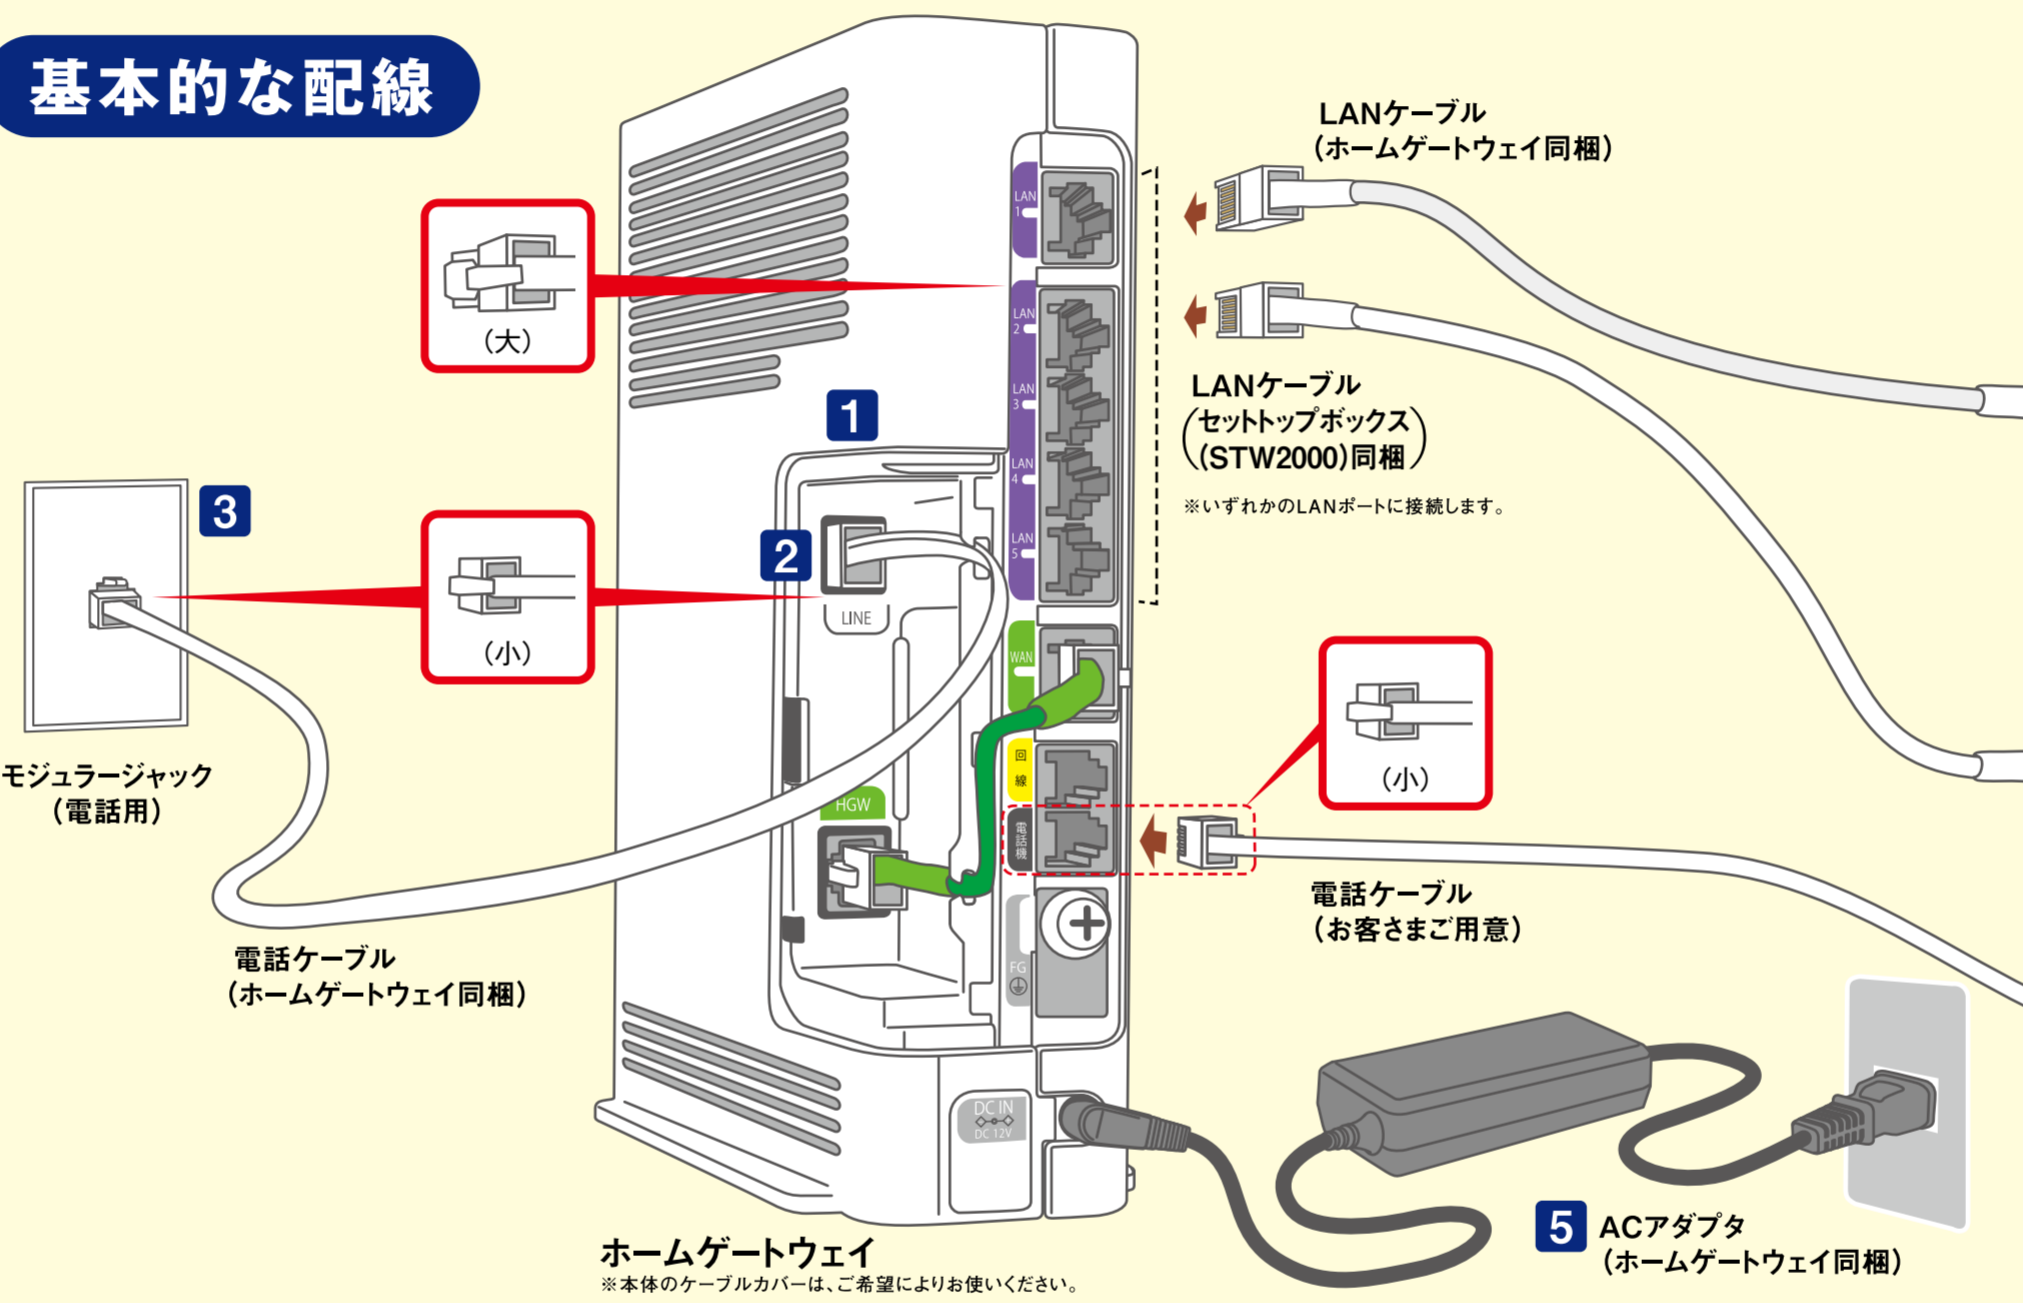 基本的な配線
LANケーブル
（ホームゲートウェイ同梱）
LAN
1
（大）
LAN
2
LAN
3
LAN
4
LAN
5
LANケーブル
（セットトップボックス
(STW2000)同梱）
※いずれかのLANポートに接続します。
1
2
3
LINE
（小）
WAN
モジュラージャック
（電話用）
回線
HGW
電話機
（小）
電話ケーブル
（お客さまご用意）
電話ケーブル
（ホームゲートウェイ同梱）
FG
DC IN
DC 12V
5 ACアダプタ
（ホームゲートウェイ同梱）
ホームゲートウェイ
※本体のケーブルカバーは、ご希望によりお使いください。